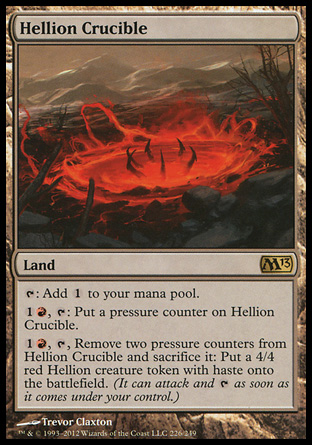 Hellion Crucible
Land
M13
: Add 1 to your mana pool.
1 , : Put a pressure counter on Hellion
Crucible.
1 , , Remove two pressure counters from
Hellion Crucible and sacrifice it: Put a 4/4
red Hellion creature token with haste onto
the battlefield. (It can attack and as soon as
it comes under your control.)
Trevor Claxton
™ & © 1993–2012 Wizards of the Coast LLC 226/249